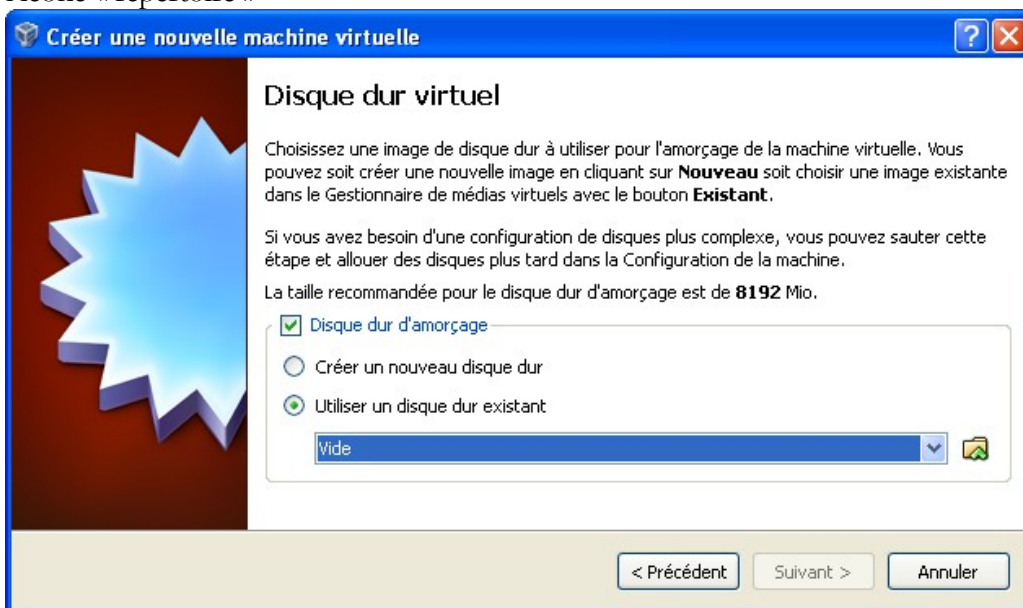 Créer une nouvelle machine virtuelle
Disque dur virtuel
Choisissez une image de disque dur à utiliser pour l'amorçage de la machine virtuelle. Vous
pouvez soit créer une nouvelle image en cliquant sur Nouveau soit choisir une image existante
dans le Gestionnaire de médias virtuels avec le bouton Existant.
Si vous avez besoin d'une configuration de disques plus complexe, vous pouvez sauter cette
étape et allouer des disques plus tard dans la Configuration de la machine.
La taille recommandée pour le disque dur d'amorçage est de 8192 Mio.
Disque dur d'amorçage
Créer un nouveau disque dur
Utiliser un disque dur existant
Vide
< Précédent Suivant > Annuler